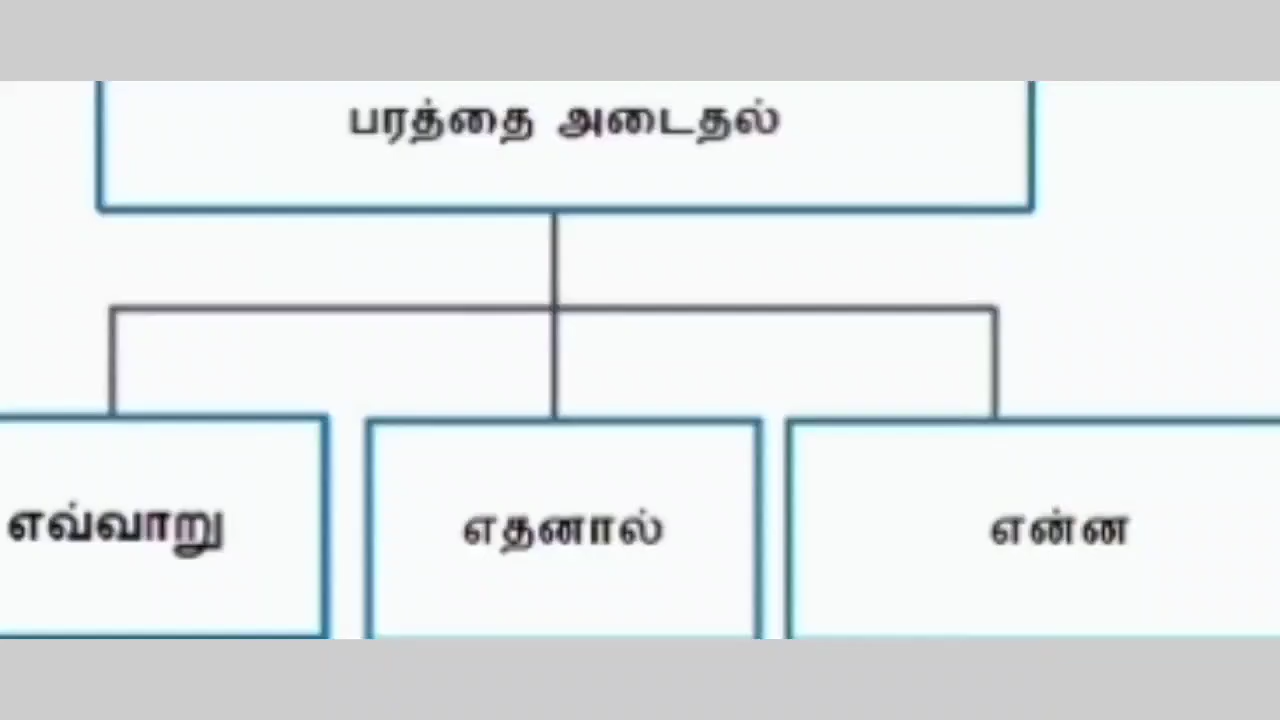 பரத்தை அடைதல்
எவ்வாறு
எதனால்
என்ன